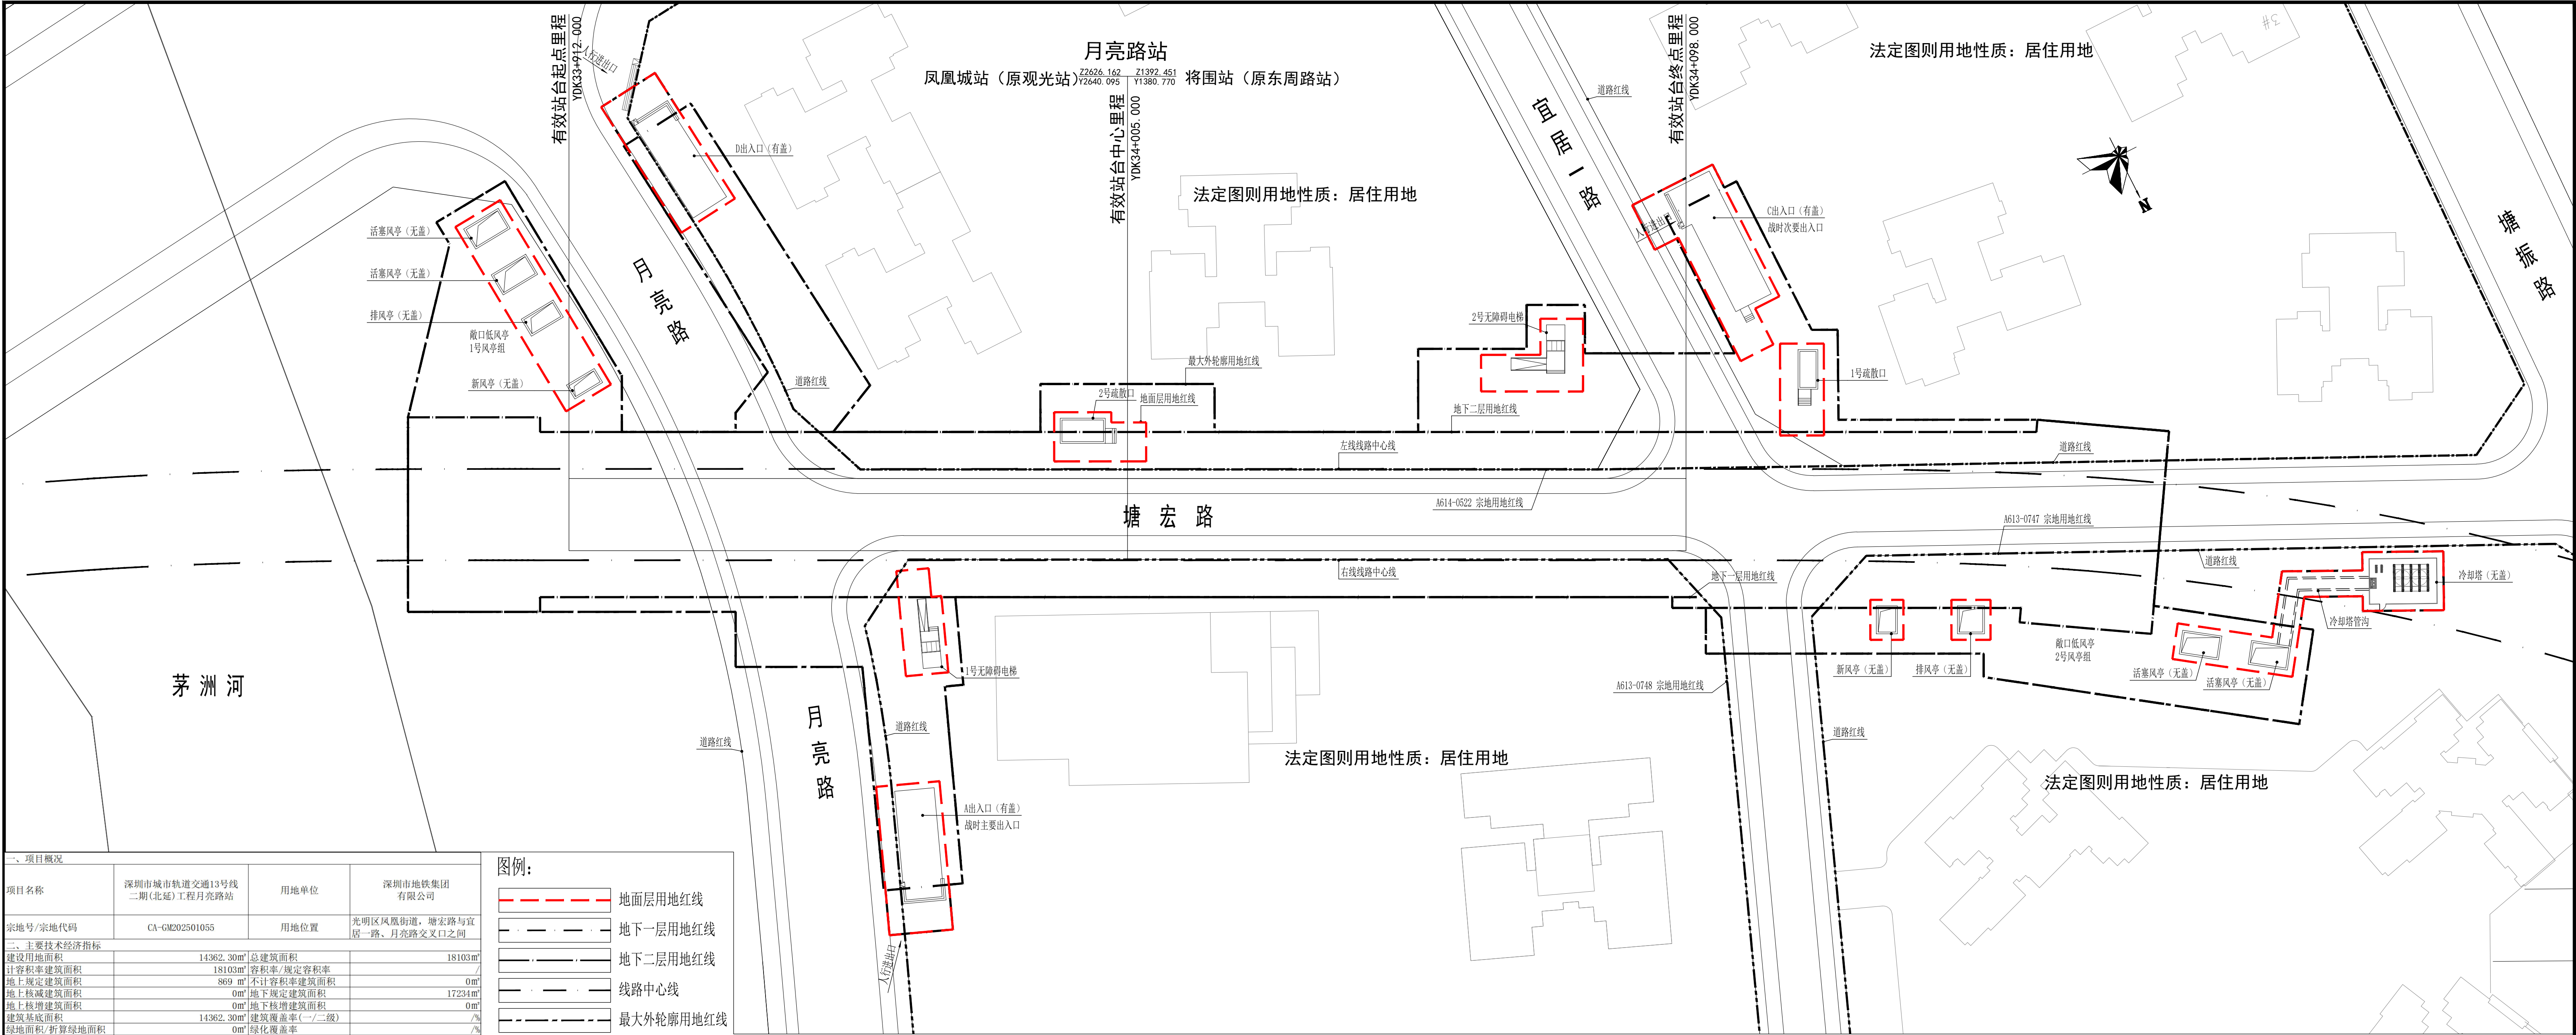 有效站台起点里程
YDK33+912.000
人行进出口
月亮路站
凤凰城站（原观光站）
Z2626.162 Z1392.451
Y2640.095 Y1380.770
将围站（原东周路站）
有效站台中心里程
YDK34+005.000
有效站台终点里程
YDK34+098.000
法定图则用地性质：居住用地
3#
道路红线
宜居一路
D出入口（有盖）
法定图则用地性质：居住用地
N
塘振路
C出入口（有盖）
战时次要出入口
人行进出口
活塞风亭（无盖）
活塞风亭（无盖）
排风亭（无盖）
敞口低风亭
1号风亭组
新风亭（无盖）
月亮路
道路红线
2号无障碍电梯
最大外轮廓用地红线
1号疏散口
2号疏散口
地面层用地红线
地下二层用地红线
左线线路中心线
道路红线
A614-0522 宗地用地红线
塘宏路
A613-0747 宗地用地红线
道路红线
右线线路中心线
地下一层用地红线
冷却塔（无盖）
冷却塔管沟
敞口低风亭
2号风亭组
新风亭（无盖）
排风亭（无盖）
活塞风亭（无盖）
活塞风亭（无盖）
1号无障碍电梯
A613-0748 宗地用地红线
茅洲河
道路红线
月亮路
道路红线
道路红线
法定图则用地性质：居住用地
法定图则用地性质：居住用地
A出入口（有盖）
战时主要出入口
人行进出口
一、项目概况
项目名称 深圳市城市轨道交通13号线二期(北延)工程月亮路站 用地单位 深圳市地铁集团有限公司
宗地号/宗地代码 CA-GM202501055 用地位置 光明区凤凰街道，塘宏路与宜居一路、月亮路交叉口之间
二、主要技术经济指标
建设用地面积 14362.30㎡ 总建筑面积 18103㎡
计容积率建筑面积 18103㎡ 容积率/规定容积率 /
地上规定建筑面积 869 ㎡ 不计容积率建筑面积 0㎡
地上核减建筑面积 0㎡ 地下规定建筑面积 17234㎡
地上核增建筑面积 0㎡ 地下核增建筑面积 0㎡
建筑基底面积 14362.30㎡ 建筑覆盖率(一/二级) /%
绿地面积/折算绿地面积 0㎡ 绿化覆盖率 /%
图例：
地面层用地红线
地下一层用地红线
地下二层用地红线
线路中心线
最大外轮廓用地红线